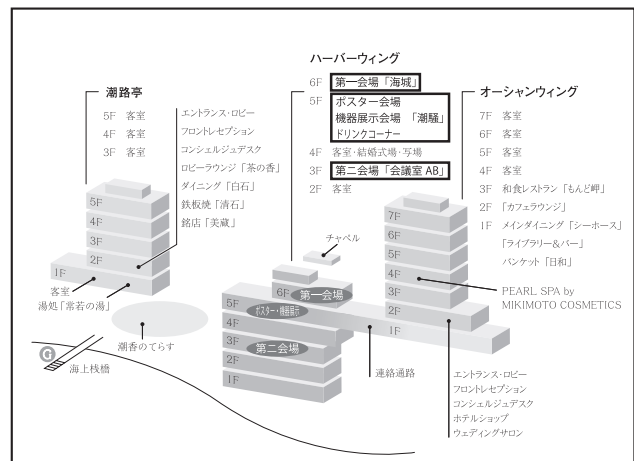 潮路亭
5F 客室
4F 客室
3F 客室
エントランス・ロビー
フロントレセプション
コンシェルジュデスク
ロビーラウンジ「茶の香」
ダイニング「白石」
鉄板焼「清石」
銘店「美蔵」
5F
4F
3F
2F
1F
客室
湯処「常若の湯」
潮香のてらす
G
海上桟橋
ハーバーウィング
6F 第一会場「海城」
5F ポスター会場
機器展示会場 「潮騒」
ドリンクコーナー
4F 客室・結婚式場・写場
3F 第二会場「会議室 AB」
2F 客室
チャペル
6F 第一会場
5F ポスター・機器展示
4F
3F 第二会場
2F
1F
連絡通路
オーシャンウィング
7F 客室
6F 客室
5F 客室
4F 客室
3F 和食レストラン「もんど岬」
2F 「カフェラウンジ」
1F メインダイニング「シーホース」
「ライブラリー&バー」
バンケット「日和」
7F
6F
5F
4F
3F
2F
1F
PEARL SPA by
MIKIMOTO COSMETICS
エントランス・ロビー
フロントレセプション
コンシェルジュデスク
ホテルショップ
ウェディングサロン